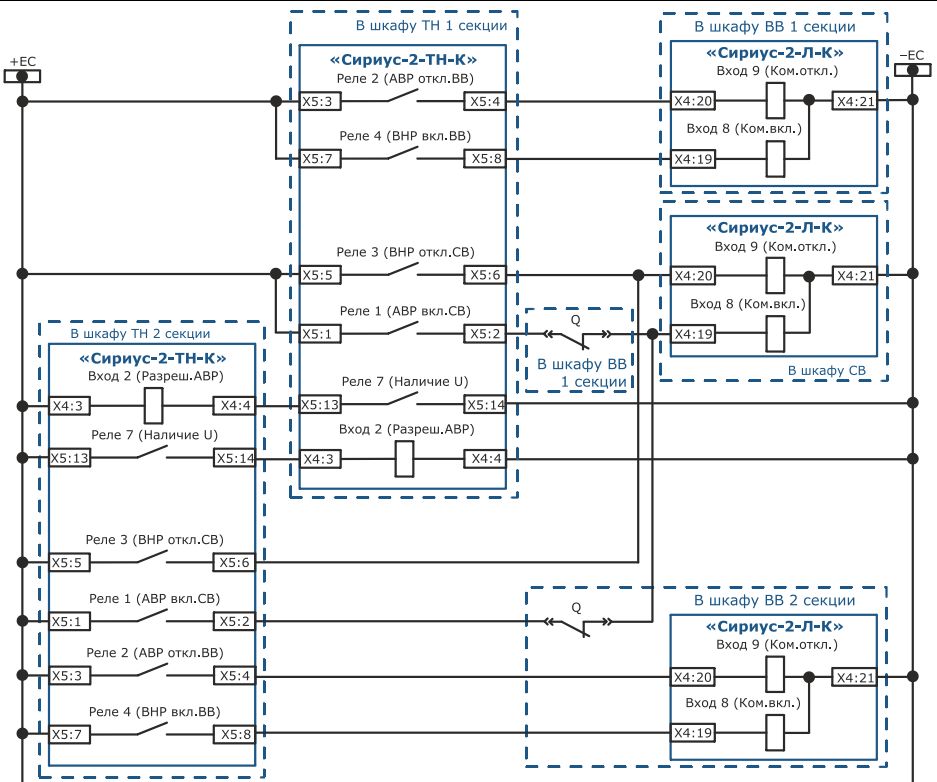 +ЕС
В шкафу ТН 1 секции
«Сириус-2-ТН-К»
Реле 2 (АВР откл.ВВ)
X5:3
X5:4
Реле 4 (ВНР вкл.ВВ)
X5:7
X5:8
Реле 3 (ВНР откл.СВ)
X5:5
X5:6
Реле 1 (АВР вкл.СВ)
X5:1
X5:2
Реле 7 (Наличие U)
X5:13
X5:14
Вход 2 (Разреш.АВР)
X4:3
X4:4
В шкафу ВВ 1 секции
«Сириус-2-Л-К»
Вход 9 (Ком.откл.)
X4:20
X4:21
Вход 8 (Ком.вкл.)
X4:19
–ЕС
«Сириус-2-Л-К»
Вход 9 (Ком.откл.)
X4:20
X4:21
Вход 8 (Ком.вкл.)
X4:19
В шкафу СВ
Q
В шкафу ВВ
1 секции
В шкафу ТН 2 секции
«Сириус-2-ТН-К»
Вход 2 (Разреш.АВР)
X4:3
X4:4
Реле 7 (Наличие U)
X5:13
X5:14
Реле 3 (ВНР откл.СВ)
X5:5
X5:6
Реле 1 (АВР вкл.СВ)
X5:1
X5:2
Реле 2 (АВР откл.ВВ)
X5:3
X5:4
Реле 4 (ВНР вкл.ВВ)
X5:7
X5:8
В шкафу ВВ 2 секции
Q
«Сириус-2-Л-К»
Вход 9 (Ком.откл.)
X4:20
X4:21
Вход 8 (Ком.вкл.)
X4:19